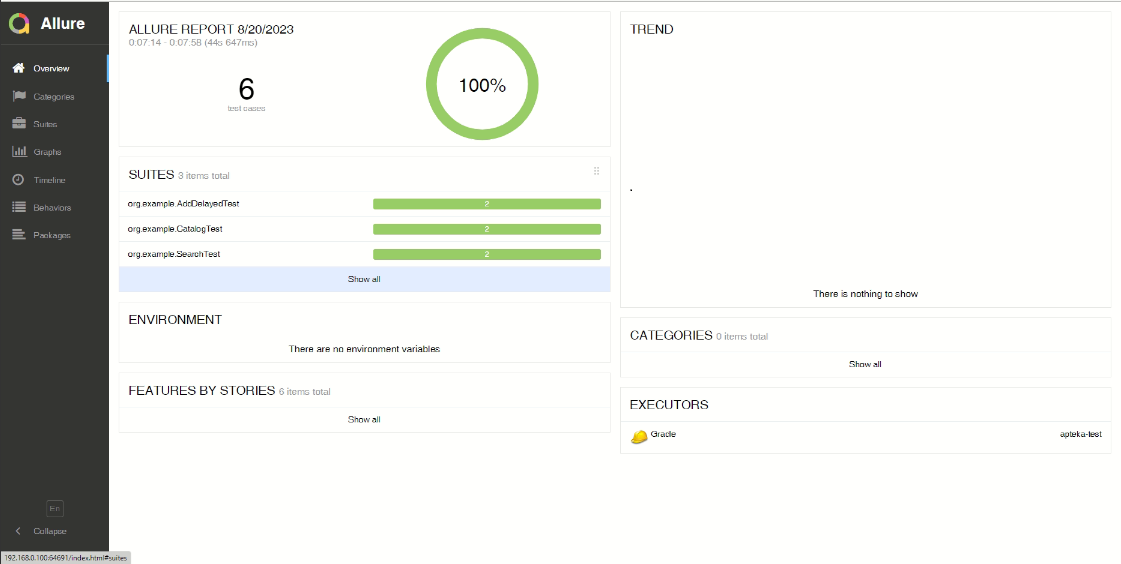 Allure
Overview
Categories
Suites
Graphs
Timeline
Behaviors
Packages
En
Collapse
192.168.0.100:64691/index.html#suites
ALLURE REPORT 8/20/2023
0:07:14 - 0:07:58 (44s 647ms)
6
test cases
100%
SUITES 3 items total
org.example.AddDelayedTest 2
org.example.CatalogTest 2
org.example.SearchTest 2
Show all
ENVIRONMENT
There are no environment variables
FEATURES BY STORIES 6 items total
Show all
TREND
There is nothing to show
CATEGORIES 0 items total
Show all
EXECUTORS
Gradle apteka-test